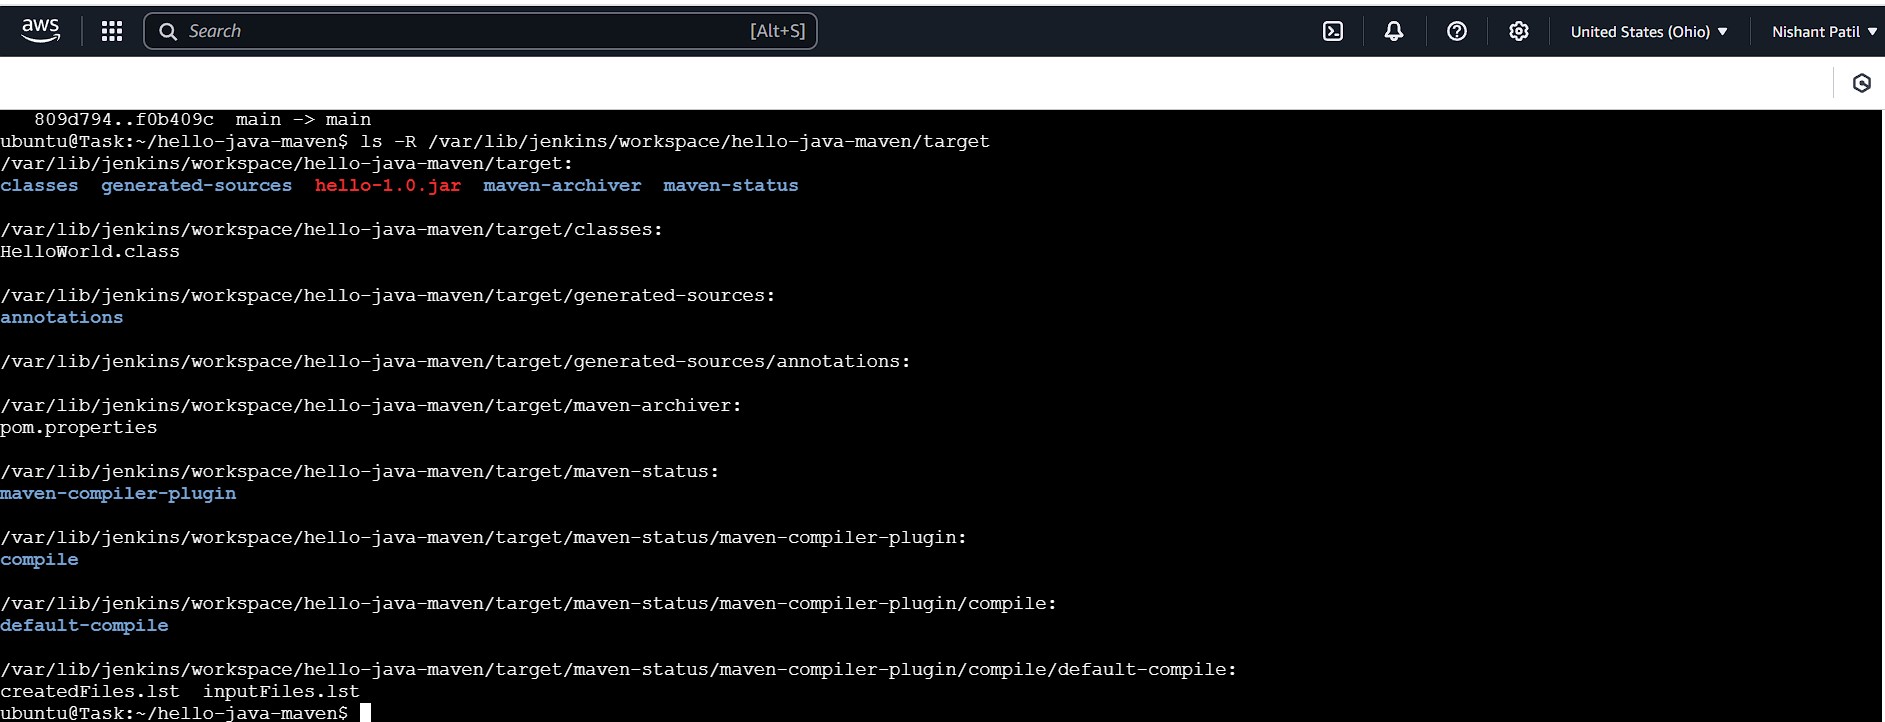 aws
Search [Alt+S]
United States (Ohio) ▼
Nishant Patil ▼
809d794..f0b409c  main -> main
ubuntu@Task:~/hello-java-maven$ ls -R /var/lib/jenkins/workspace/hello-java-maven/target
/var/lib/jenkins/workspace/hello-java-maven/target:
classes  generated-sources  hello-1.0.jar  maven-archiver  maven-status
/var/lib/jenkins/workspace/hello-java-maven/target/classes:
HelloWorld.class
/var/lib/jenkins/workspace/hello-java-maven/target/generated-sources:
annotations
/var/lib/jenkins/workspace/hello-java-maven/target/generated-sources/annotations:
/var/lib/jenkins/workspace/hello-java-maven/target/maven-archiver:
pom.properties
/var/lib/jenkins/workspace/hello-java-maven/target/maven-status:
maven-compiler-plugin
/var/lib/jenkins/workspace/hello-java-maven/target/maven-status/maven-compiler-plugin:
compile
/var/lib/jenkins/workspace/hello-java-maven/target/maven-status/maven-compiler-plugin/compile:
default-compile
/var/lib/jenkins/workspace/hello-java-maven/target/maven-status/maven-compiler-plugin/compile/default-compile:
createdFiles.lst  inputFiles.lst
ubuntu@Task:~/hello-java-maven$